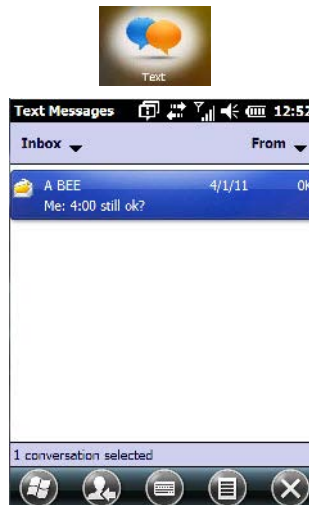 Text
Text Messages 12:52
Inbox From
A BEE 4/1/11 0K
Me: 4:00 still ok?
1 conversation selected